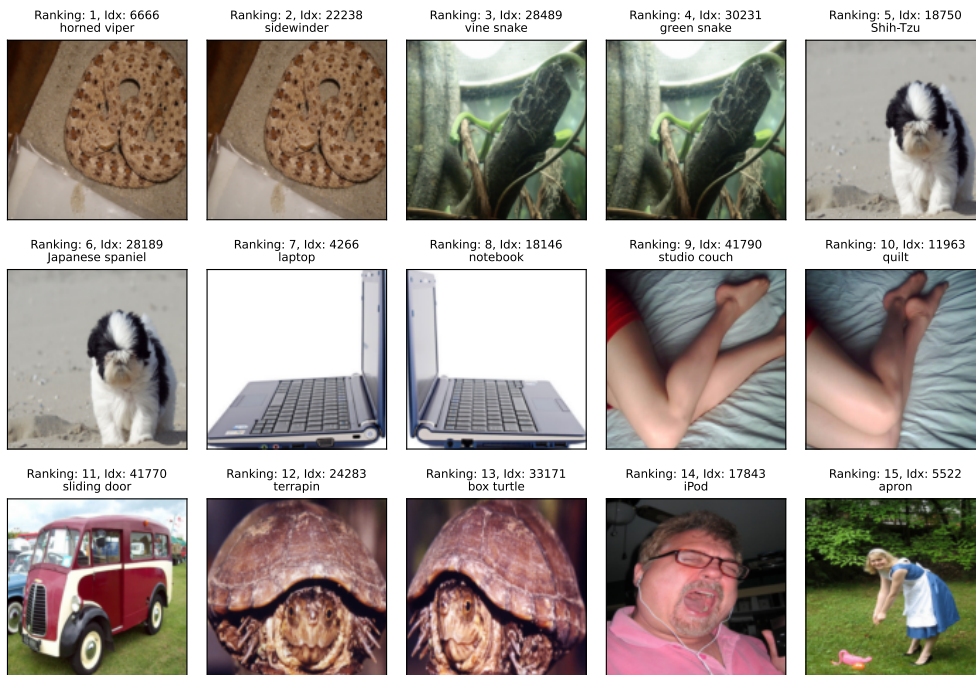 Ranking: 1, Idx: 6666
horned viper
Ranking: 2, Idx: 22238
sidewinder
Ranking: 3, Idx: 28489
vine snake
Ranking: 4, Idx: 30231
green snake
Ranking: 5, Idx: 18750
Shih-Tzu
Ranking: 6, Idx: 28189
Japanese spaniel
Ranking: 7, Idx: 4266
laptop
Ranking: 8, Idx: 18146
notebook
Ranking: 9, Idx: 41790
studio couch
Ranking: 10, Idx: 11963
quilt
Ranking: 11, Idx: 41770
sliding door
Ranking: 12, Idx: 24283
terrapin
Ranking: 13, Idx: 33171
box turtle
Ranking: 14, Idx: 17843
iPod
Ranking: 15, Idx: 5522
apron